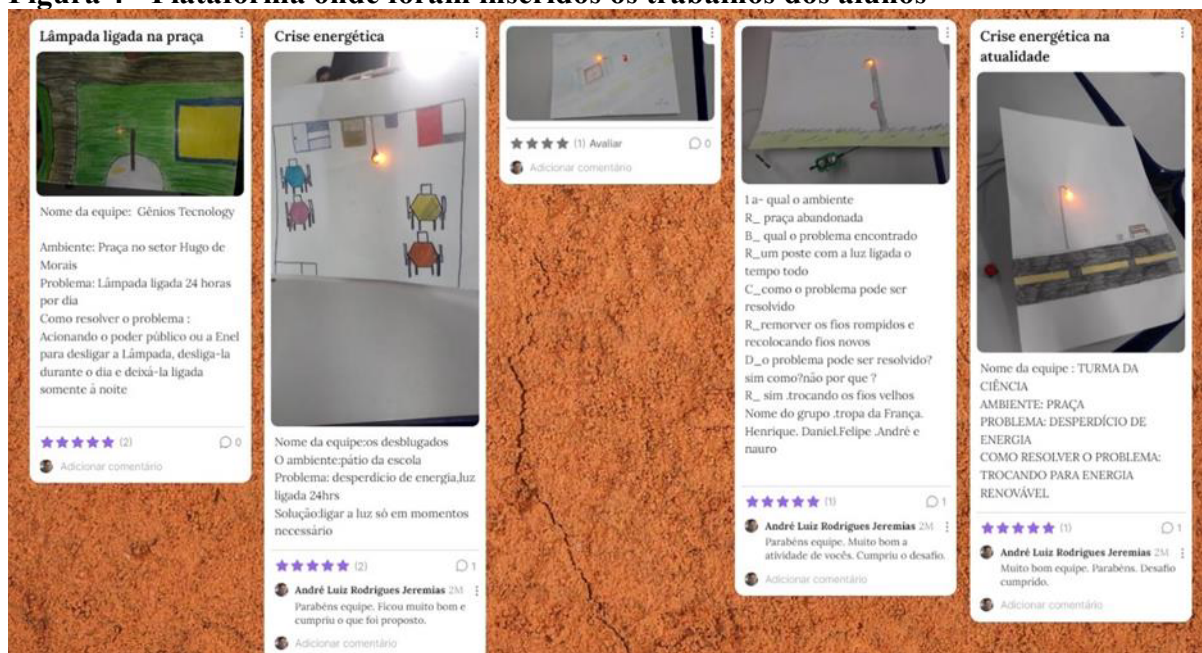 Figura 4 - Plataforma onde foram inseridos os trabalhos dos alunos
Lâmpada ligada na praça
Nome da equipe: Gênios Tecnology
Ambiente: Praça no setor Hugo de
Morais
Problema: Lâmpada ligada 24 horas
por dia
Como resolver o problema :
Acionando o poder público ou a Enel
para desligar a Lâmpada, desliga-la
durante o dia e deixá-la ligada
somente à noite
(2)
0
Adicionar comentário
Crise energética
Nome da equipe:os desblugados
O ambiente:pátio da escola
Problema: desperdício de energia,luz
ligada 24hrs
Solução:ligar a luz só em momentos
necessário
(2)
1
André Luiz Rodrigues Jeremias 2M
Parabéns equipe. Ficou muito bom e
cumpriu o que foi proposto.
Adicionar comentário
(1) Avaliar
0
Adicionar comentário
1 a- qual o ambiente
R_ praça abandonada
B_ qual o problema encontrado
R_um poste com a luz ligada o
tempo todo
C_como o problema pode ser
resolvido
R_remorver os fios rompidos e
recolocando fios novos
D_o problema pode ser resolvido?
sim como?não por que ?
R_ sim .trocando os fios velhos
Nome do grupo .tropa da França.
Henrique. Daniel.Felipe .André e
nauro
(1)
1
André Luiz Rodrigues Jeremias 2M
Parabéns equipe. Muito bom a
atividade de vocês. Cumpriu o desafio.
Adicionar comentário
Crise energética na
atualidade
Nome da equipe : TURMA DA
CIÊNCIA
AMBIENTE: PRAÇA
PROBLEMA: DESPERDÍCIO DE
ENERGIA
COMO RESOLVER O PROBLEMA:
TROCANDO PARA ENERGIA
RENOVÁVEL
(1)
1
André Luiz Rodrigues Jeremias 2M
Muito bom equipe. Parabéns. Desafio
cumprido.
Adicionar comentário